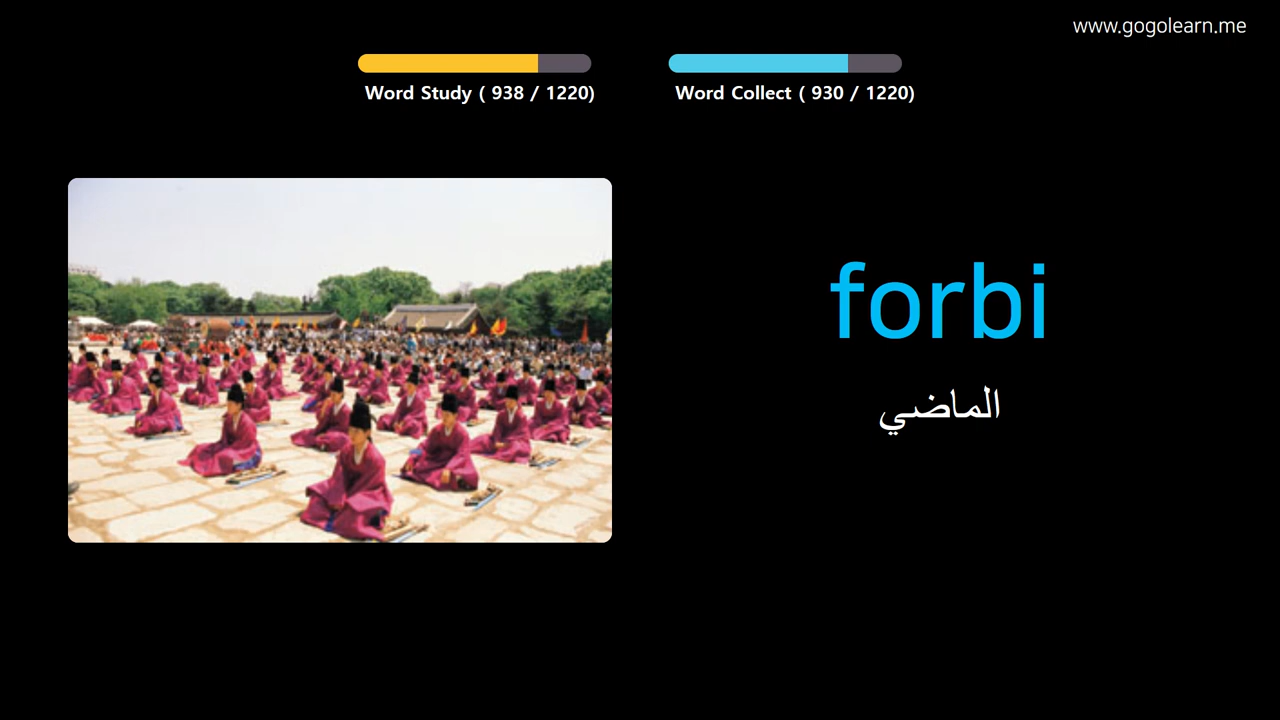 www.gogolearn.me
Word Study ( 938 / 1220)
Word Collect ( 930 / 1220)
forbi
الماضي